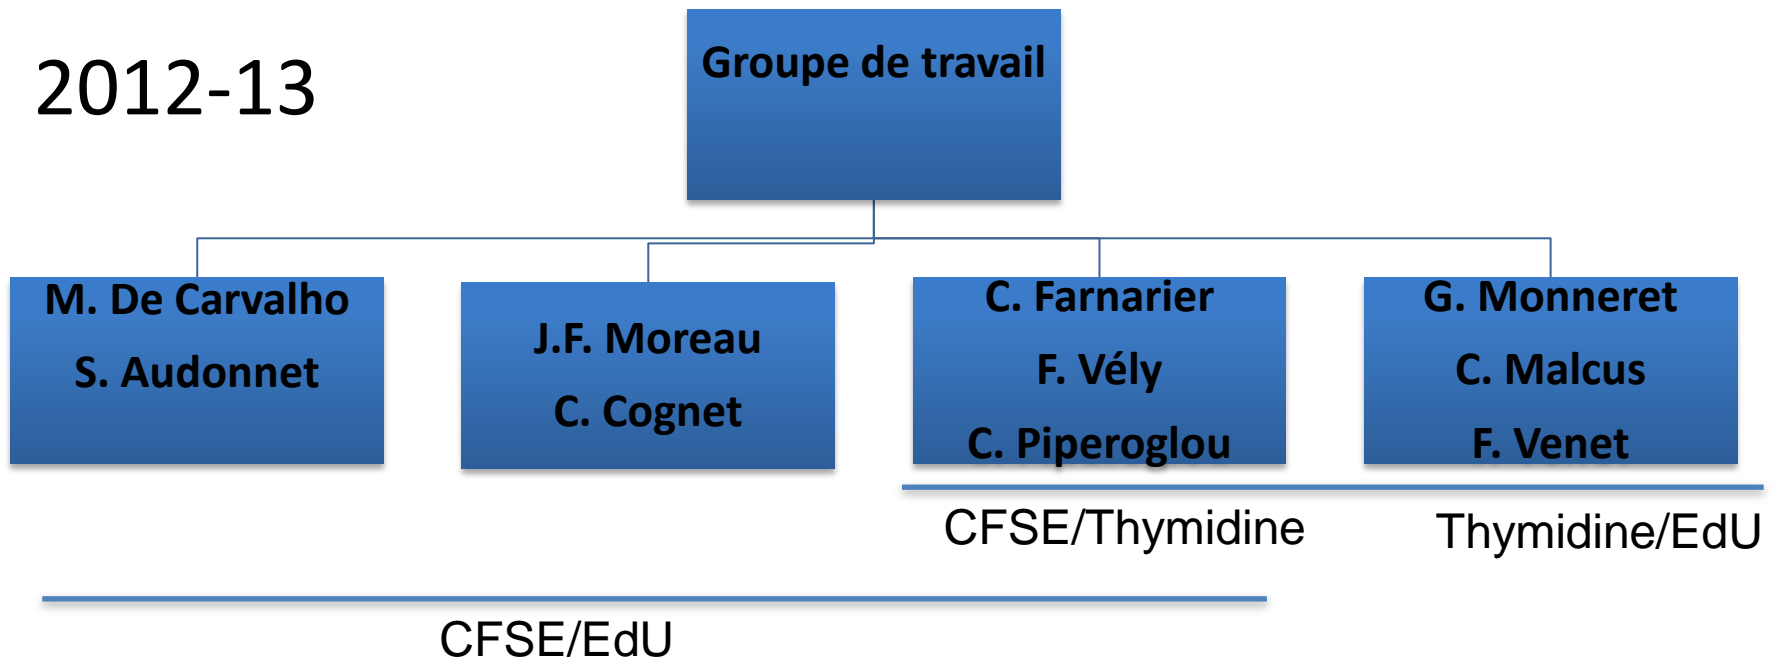 2012-13
Groupe de travail
M. De Carvalho
S. Audonnet
J.F. Moreau
C. Cognet
C. Farnarier
F. Vély
C. Piperoglou
G. Monneret
C. Malcus
F. Venet
CFSE/Thymidine
Thymidine/EdU
CFSE/EdU